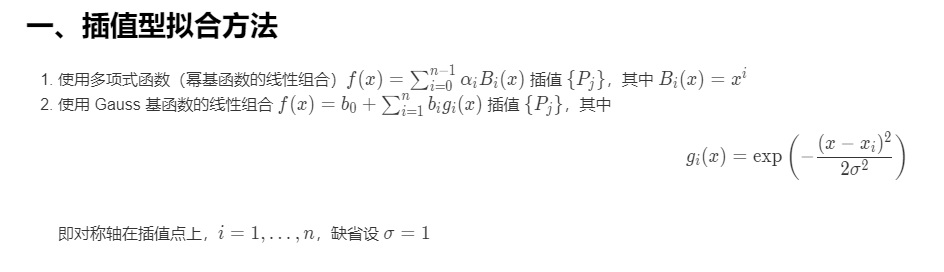 一、插值型拟合方法
1. 使用多项式函数（幂基函数的线性组合）$f(x) = \sum_{i=0}^{n-1} \alpha_i B_i(x)$ 插值 $\{P_j\}$，其中 $B_i(x) = x^i$
2. 使用 Gauss 基函数的线性组合 $f(x) = b_0 + \sum_{i=1}^{n} b_i g_i(x)$ 插值 $\{P_j\}$，其中
$g_i(x) = \exp\left(-\frac{(x - x_i)^2}{2\sigma^2}\right)$
即对称轴在插值点上，$i = 1, \ldots, n$，缺省设 $\sigma = 1$